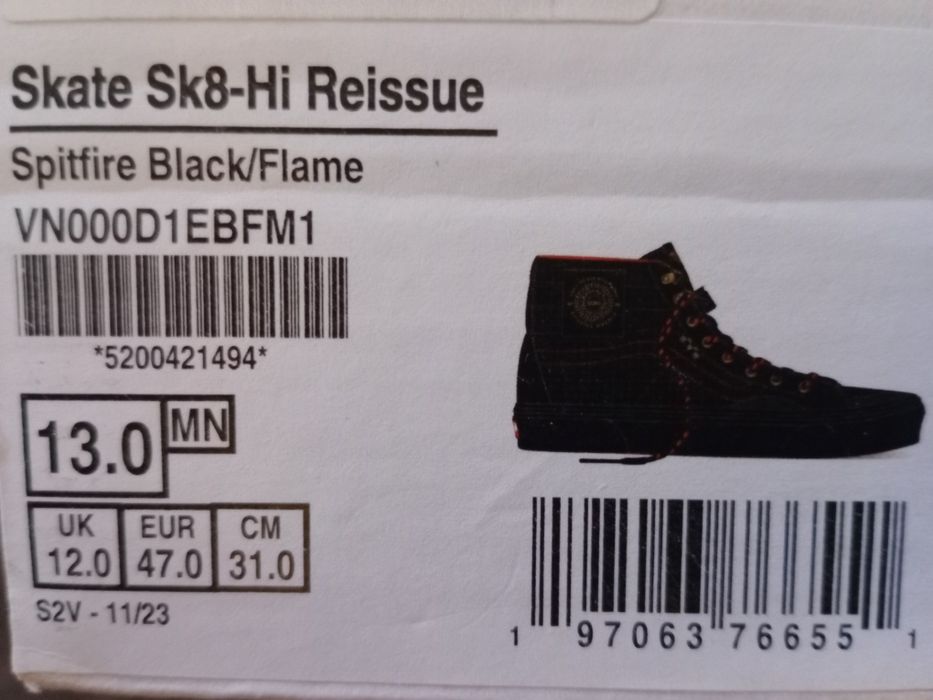 Skate Sk8-Hi Reissue
Spitfire Black/Flame
VN000D1EBFM1
*5200421494*
13.0 MN
UK EUR CM
12.0 47.0 31.0
S2V - 11/23
1 97063 76655 1